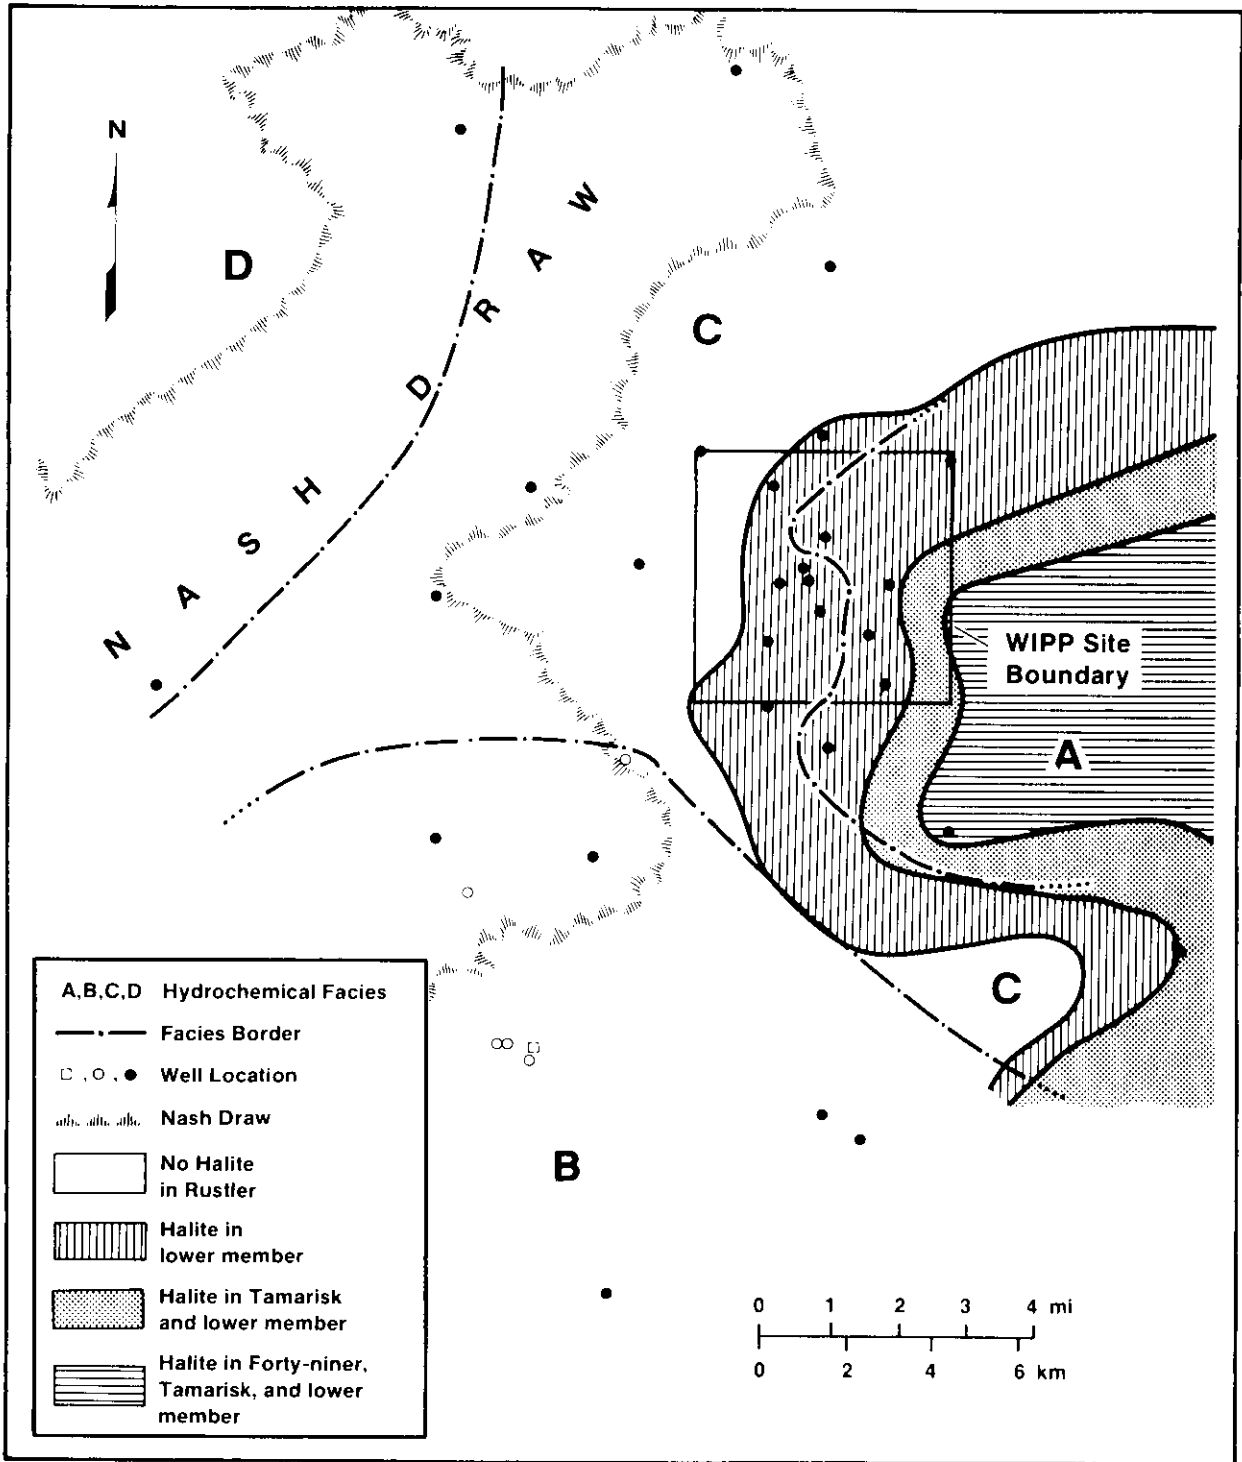 N
D
N A S H D R A W
C
WIPP Site
Boundary
A
C
B
A,B,C,D Hydrochemical Facies
Facies Border
Well Location
Nash Draw
No Halite
in Rustler
Halite in
lower member
Halite in Tamarisk
and lower member
Halite in Forty-niner,
Tamarisk, and lower
member
0 1 2 3 4 mi
0 2 4 6 km